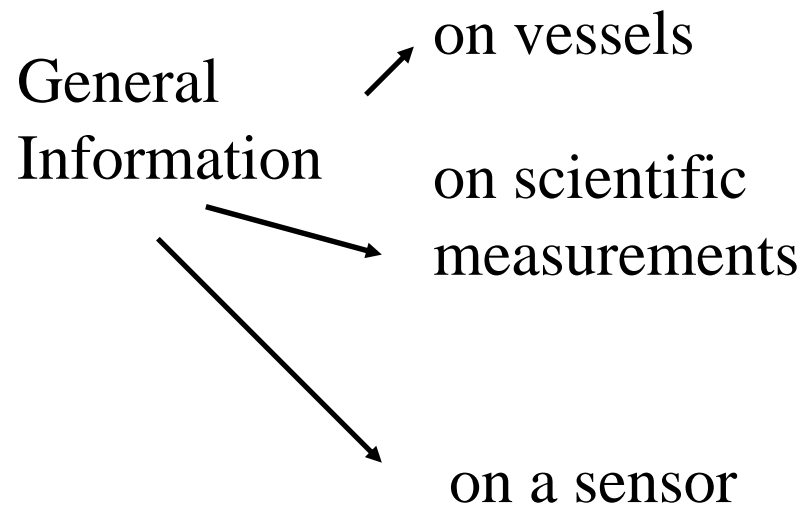 General
Information
on vessels
on scientific
measurements
on a sensor